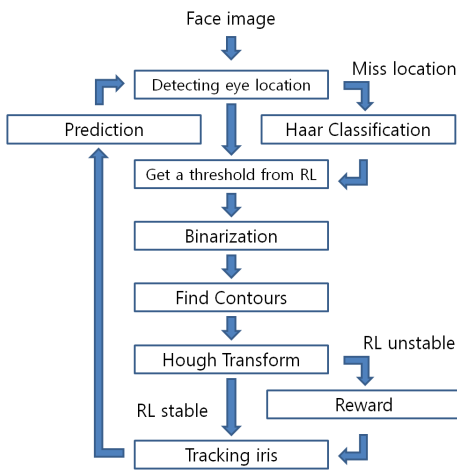 Face image
Detecting eye location
Miss location
Prediction
Haar Classification
Get a threshold from RL
Binarization
Find Contours
Hough Transform
RL unstable
RL stable
Reward
Tracking iris